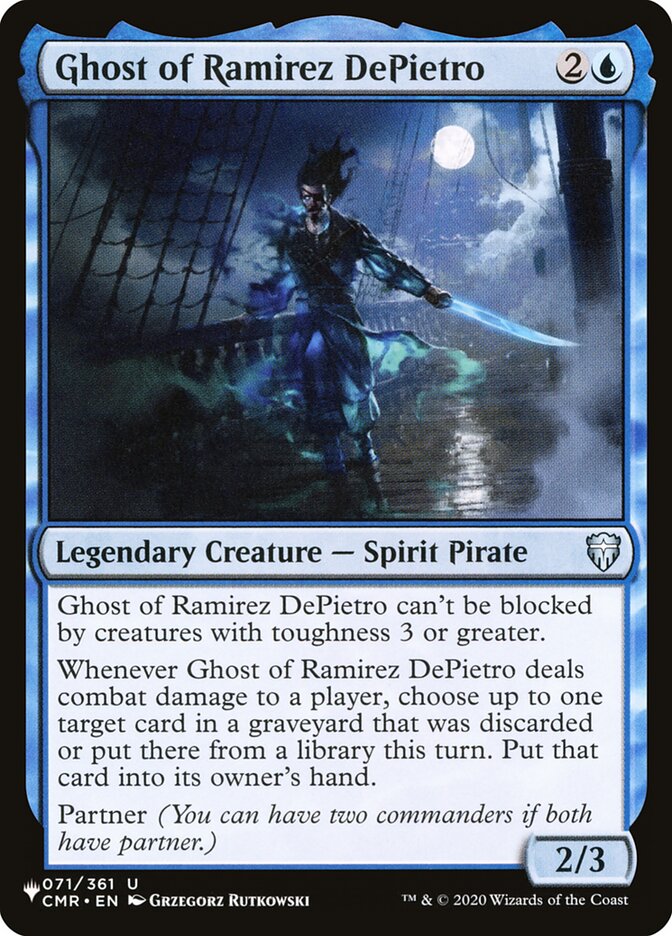 Ghost of Ramirez DePietro 2
Legendary Creature — Spirit Pirate
Ghost of Ramirez DePietro can't be blocked
by creatures with toughness 3 or greater.
Whenever Ghost of Ramirez DePietro deals
combat damage to a player, choose up to one
target card in a graveyard that was discarded
or put there from a library this turn. Put that
card into its owner's hand.
Partner (You can have two commanders if both
have partner.)
2/3
071/361 U
CMR • EN Grzegorz Rutkowski
™ & © 2020 Wizards of the Coast